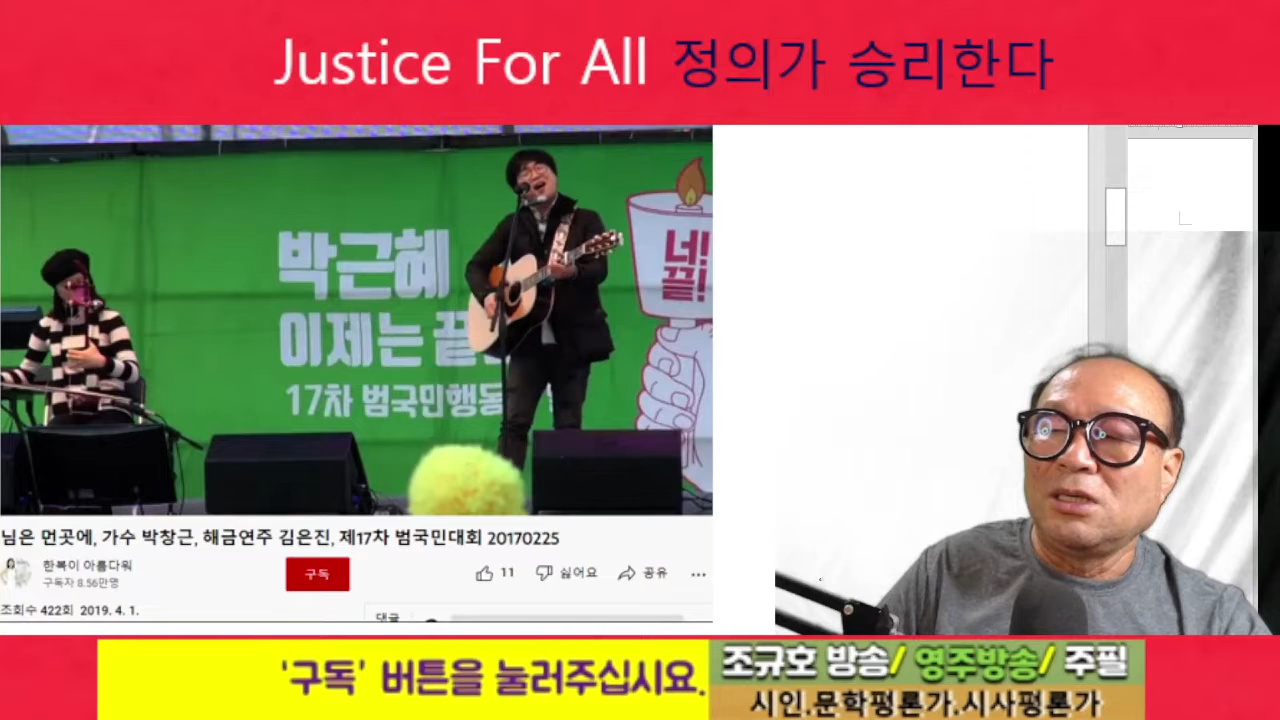 Justice For All 정의가 승리한다
박근혜
이제는 끝
17차 범국민행동
너!
끝!
님은 먼곳에, 가수 박창근, 해금연주 김은진, 제17차 범국민대회 20170225
한복이 아름다워
구독자 8.56만명
구독
11
싫어요
공유
조회수 422회 2019. 4. 1.
댓글
'구독' 버튼을 눌러주십시요.
조규호 방송/ 영주방송/ 주필
시인.문학평론가.시사평론가